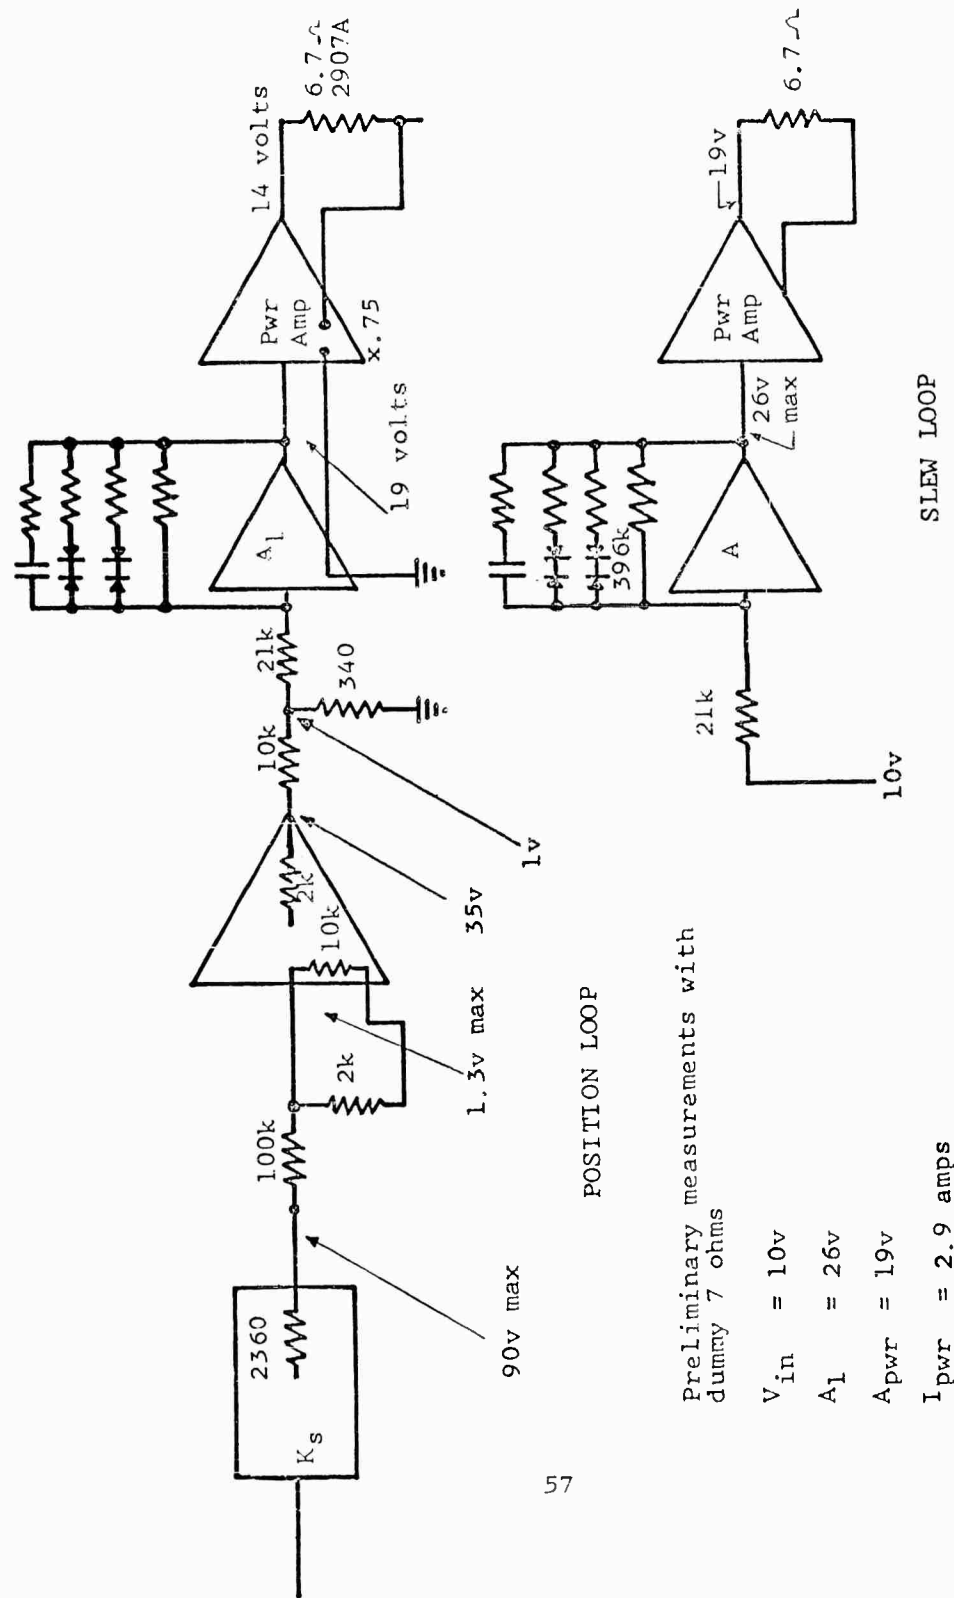 Ks
2360
90v max
100k
2k
1.3v max
10k
2k
35v
10k
1v
340
21k
A1
19 volts
Pwr
Amp
x.75
14 volts
6.7 Ω
2907A
POSITION LOOP
10v
21k
396k
A
26v
max
Pwr
Amp
19v
6.7 Ω
SLEW LOOP
Preliminary measurements with
dummy 7 ohms
Vin = 10v
A1 = 26v
Apwr = 19v
Ipwr = 2.9 amps
57